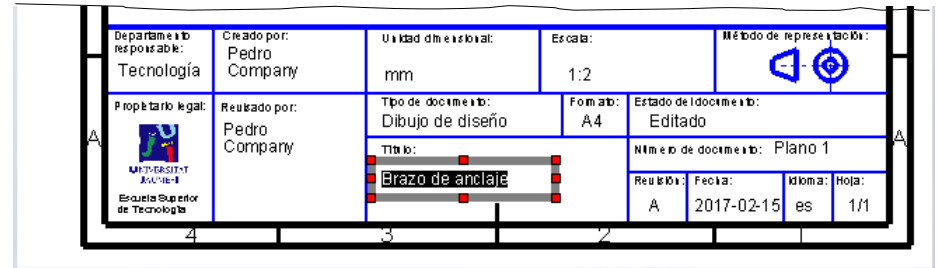 Departamento responsable:
Tecnología
Creado por:
Pedro
Company
Unidad dimensional:
mm
Escala:
1:2
Método de representación:
Propietario legal:
UNIVERSITAT
JAUME·I
Escuela Superior
de Tecnología
Revisado por:
Pedro
Company
Tipo de documento:
Dibujo de diseño
Formato:
A4
Estado del documento:
Editado
Título:
Brazo de anclaje
Número de documento: Plano 1
Revisión:
A
Fecha:
2017-02-15
Idioma:
es
Hoja:
1/1
A
A
4
3
2